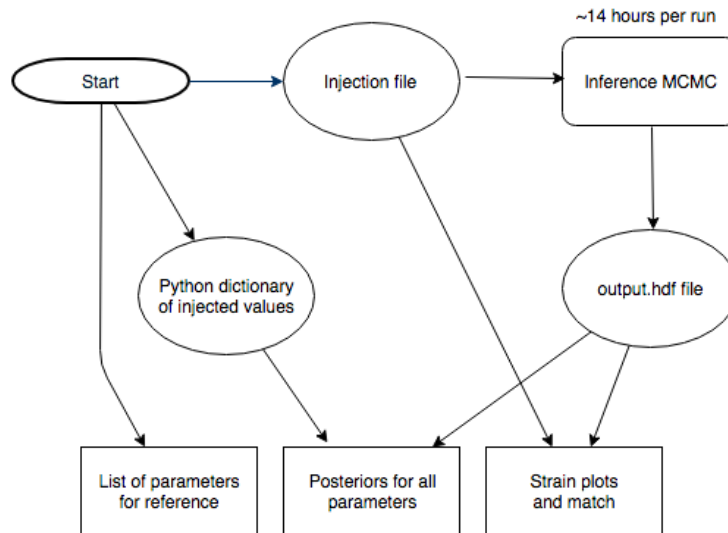 ~14 hours per run
Start
Injection file
Inference MCMC
Python dictionary
of injected values
output.hdf file
List of parameters
for reference
Posteriors for all
parameters
Strain plots
and match